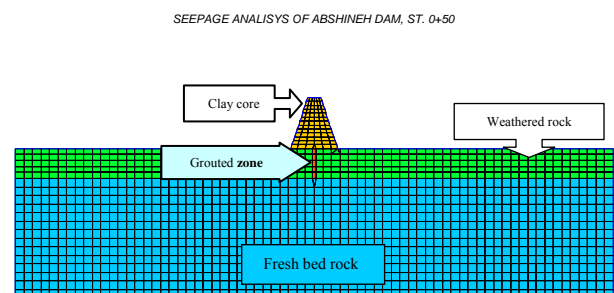 SEEPAGE ANALISYS OF ABSHINEH DAM, ST. 0+50
Clay core
Weathered rock
Grouted zone
Fresh bed rock